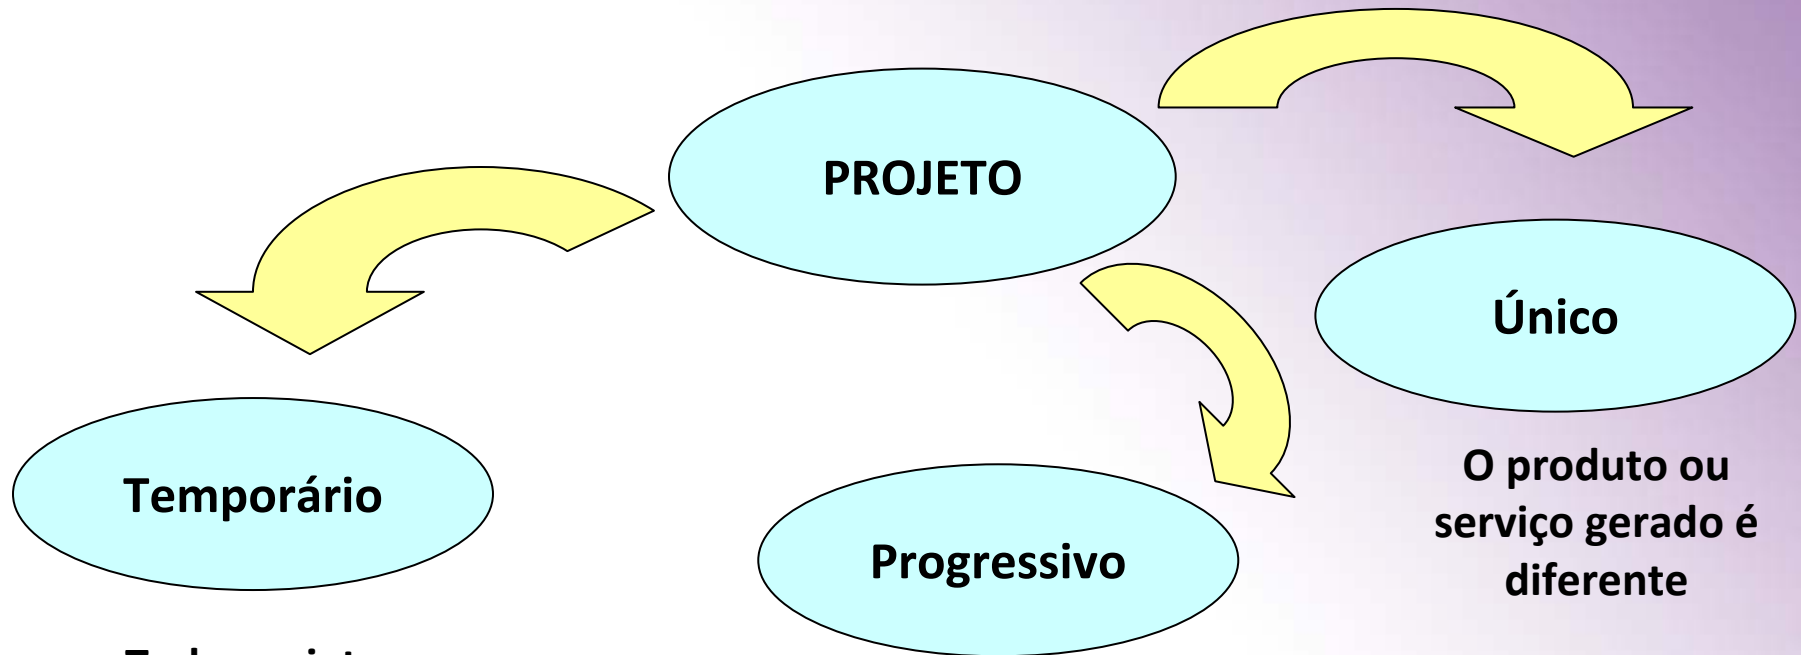 PROJETO
Único
Temporário
Progressivo
O produto ou
serviço gerado é
diferente